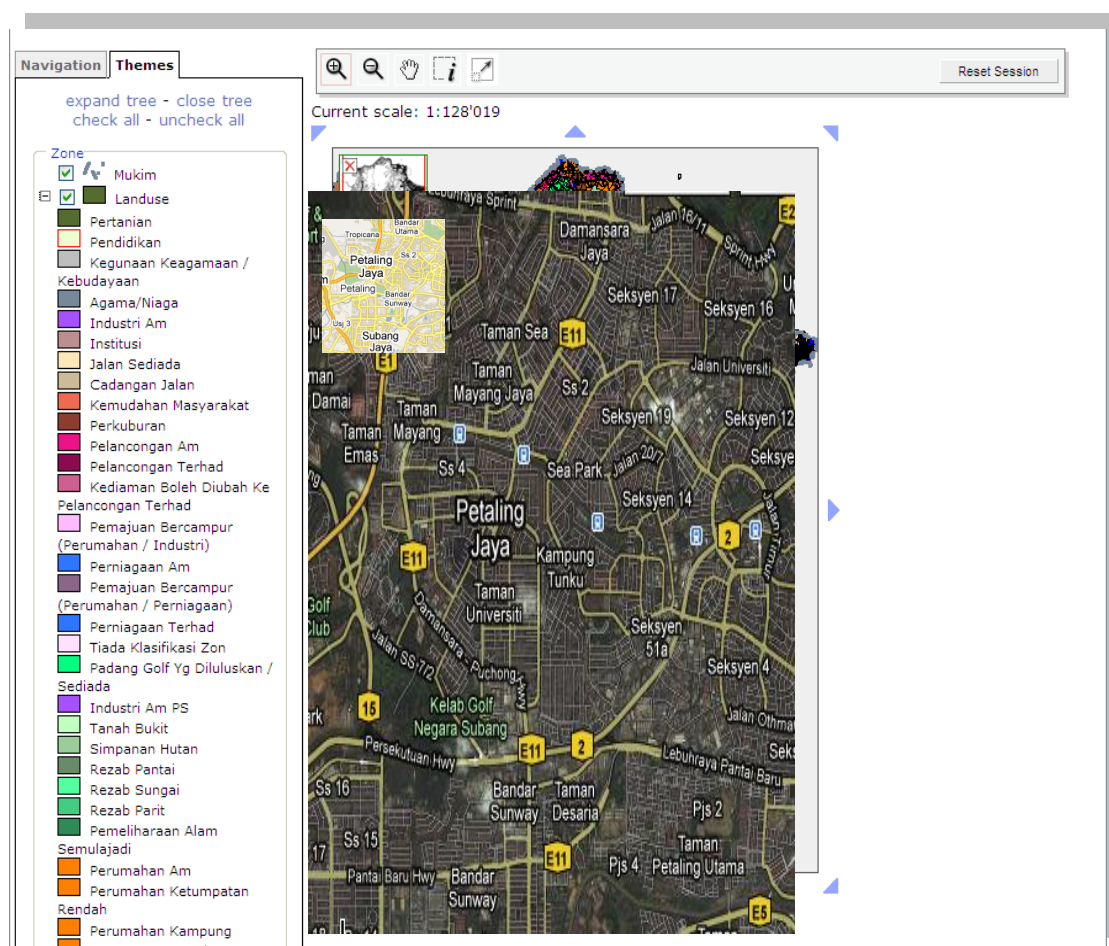 Navigation
Themes
Reset Session
expand tree - close tree
check all - uncheck all
Current scale: 1:128'019
Zone
Mukim
Landuse
Pertanian
Pendidikan
Kegunaan Keagamaan /
Kebudayaan
Agama/Niaga
Industri Am
Institusi
Jalan Sediada
Cadangan Jalan
Kemudahan Masyarakat
Perkuburan
Pelancongan Am
Pelancongan Terhad
Kediaman Boleh Diubah Ke
Pelancongan Terhad
Pemajuan Bercampur
(Perumahan / Industri)
Perniagaan Am
Pemajuan Bercampur
(Perumahan / Perniagaan)
Perniagaan Terhad
Tiada Klasifikasi Zon
Padang Golf Yg Diluluskan /
Sediada
Industri Am PS
Tanah Bukit
Simpanan Hutan
Rezab Pantai
Rezab Sungai
Rezab Parit
Pemeliharaan Alam
Semulajadi
Perumahan Am
Perumahan Ketumpatan
Rendah
Perumahan Kampung
Sprint
Jalan 16/11
E2
Damansara
Jaya
Sprint Hwy
Bandar
Utama
Tropicana
Ss 2
Petaling
Jaya
Petaling
Bandar
Sunway
Usj 3
Subang
Jaya
Seksyen 17
Seksyen 16
Taman Sea
E11
E1
Jalan Universiti
Taman
Mayang Jaya
Ss 2
Damai
Taman
Mayang
Seksyen 19
Seksyen 12
Taman
Emas
Ss 4
Sea Park
Jalan 20/7
Petaling
Jaya
Seksyen 14
2
E11
Kampung
Tunku
Jalan Timur
Taman
Universiti
Golf
Club
Damansara - Puchong Hwy
Jalan SS 7/2
Seksyen
51a
Seksyen 4
15
Kelab Golf
Negara Subang
Persekutuan Hwy
E11
2
Lebuhraya Pantai Baru
Ss 16
Bandar
Sunway
Taman
Desaria
Pjs 2
Ss 15
17
E11
Pjs 4
Taman
Petaling Utama
Pantai Baru Hwy
Bandar
Sunway
E5